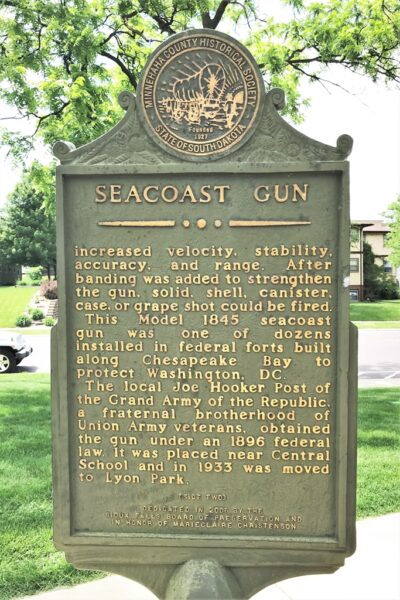 MINNEHAHA COUNTY HISTORICAL SOCIETY
Founded
1927
STATE OF SOUTH DAKOTA
SEACOAST GUN
increased velocity, stability,
accuracy, and range. After
banding was added to strengthen
the gun, solid, shell, canister,
case, or grape shot could be fired.
This Model 1845 seacoast
gun was one of dozens
installed in federal forts built
along Chesapeake Bay to
protect Washington, DC.
The local Joe Hooker Post of
the Grand Army of the Republic,
a fraternal brotherhood of
Union Army veterans, obtained
the gun under an 1896 federal
law. It was placed near Central
School and in 1933 was moved
to Lyon Park.
(SIDE TWO)
DEDICATED IN 2007 BY THE
SIOUX FALLS BOARD OF PRESERVATION AND
IN HONOR OF MARIECLAIRE CHRISTENSON